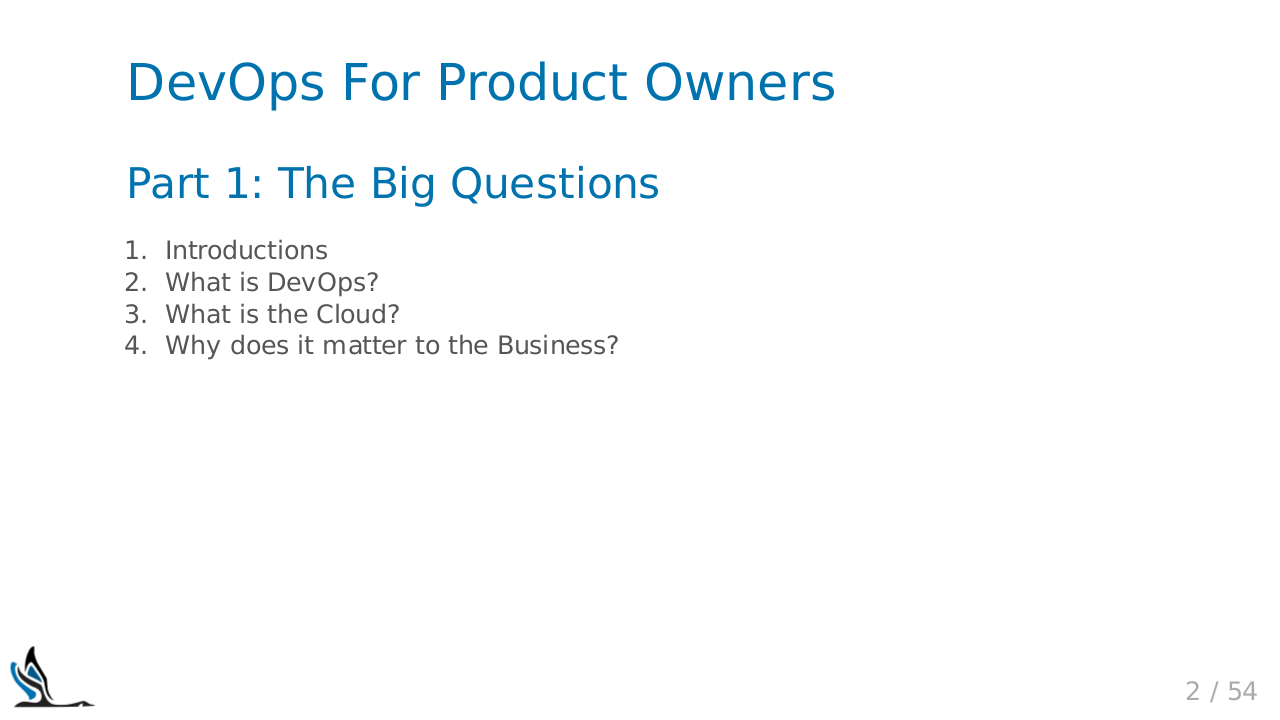 DevOps For Product Owners
Part 1: The Big Questions
1. Introductions
2. What is DevOps?
3. What is the Cloud?
4. Why does it matter to the Business?
2 / 54